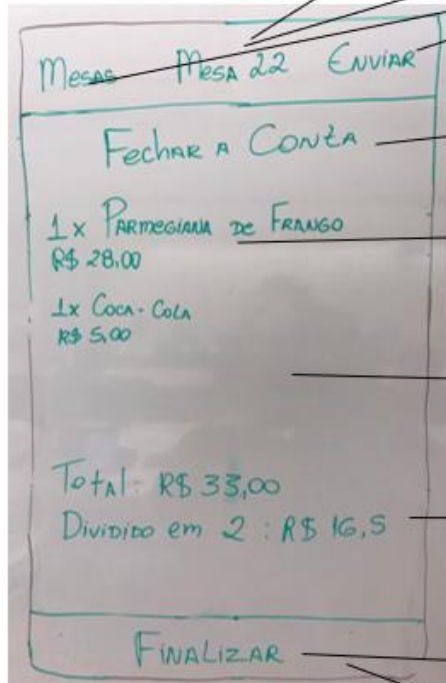 Mesas Mesa 22 Enviar
Fechar a Conta
1x Parmegiana de Frango
R$ 28,00
1x Coca-Cola
R$ 5,00
Total: R$ 33,00
Dividido em 2 : R$ 16,5
Finalizar